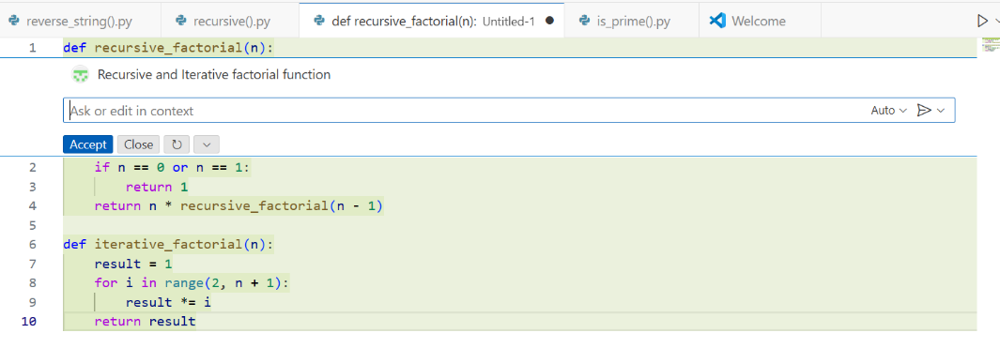 reverse_string().py recursive().py def recursive_factorial(n): Untitled-1 is_prime().py Welcome
1 def recursive_factorial(n):
Recursive and Iterative factorial function
Ask or edit in context Auto
Accept Close
2 if n == 0 or n == 1:
3 return 1
4 return n * recursive_factorial(n - 1)
5
6 def iterative_factorial(n):
7 result = 1
8 for i in range(2, n + 1):
9 result *= i
10 return result